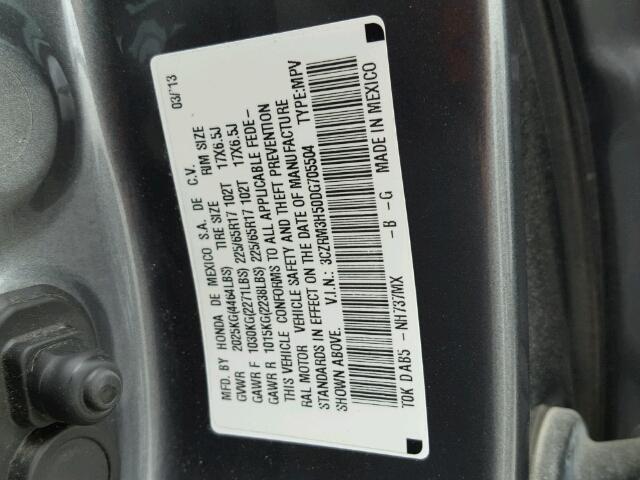 MFD. BY HONDA DE MEXICO S.A. DE C.V. 03/'13
TIRE SIZE RIM SIZE
GVWR 2025KG(4464LBS) 225/65R17 102T 17X6.5J
GAWR F 1030KG(2271LBS) 225/65R17 102T 17X6.5J
GAWR R 1015KG(2238LBS)
THIS VEHICLE CONFORMS TO ALL APPLICABLE FEDE-
RAL MOTOR VEHICLE SAFETY AND THEFT PREVENTION
STANDARDS IN EFFECT ON THE DATE OF MANUFACTURE
SHOWN ABOVE. V.I.N.: 3CZRM3H50DG705504 TYPE:MPV
T0K DAB5 -NH737MX -B -G MADE IN MEXICO